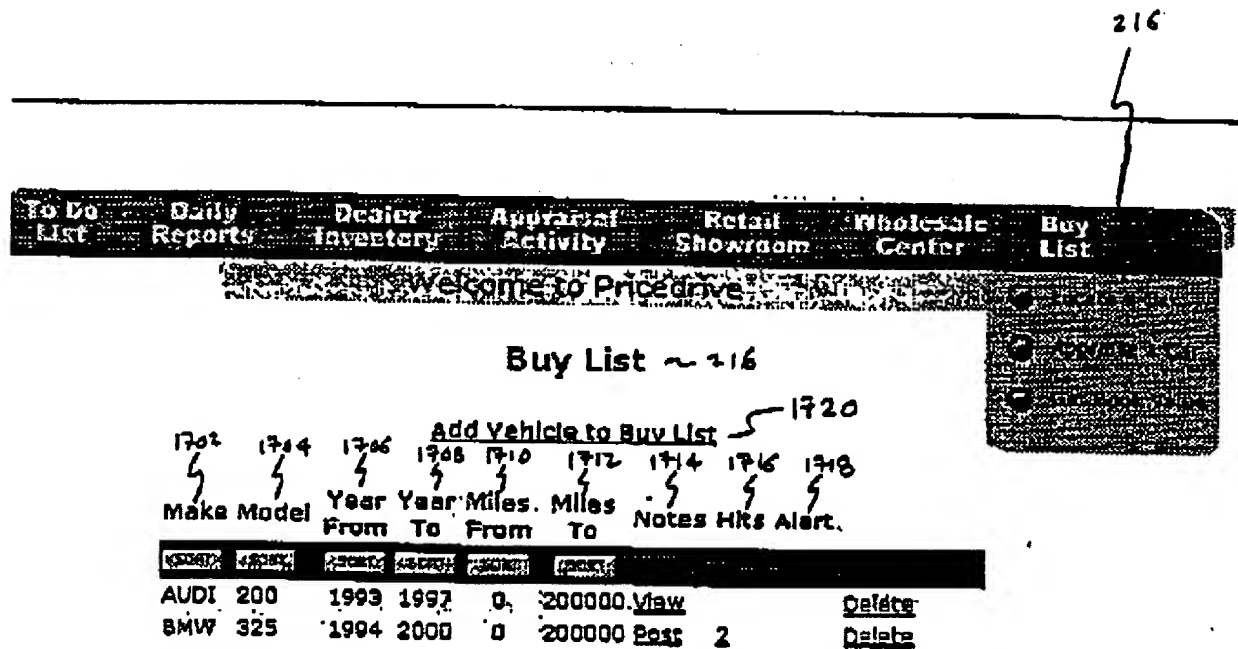 216
To Do List Daily Reports Dealer Inventory Appraisal Activity Retail Showroom Wholesale Center Buy List
Welcome to Pricedrive
Buy List ~ 216
Add Vehicle to Buy List 1720
1702 1704 1706 1708 1710 1712 1714 1716 1718
Make Model Year From Year To Miles From Miles To Notes Hits Alert
AUDI 200 1993 1997 0 200000 View Delete
BMW 325 1994 2000 0 200000 Post 2 Delete